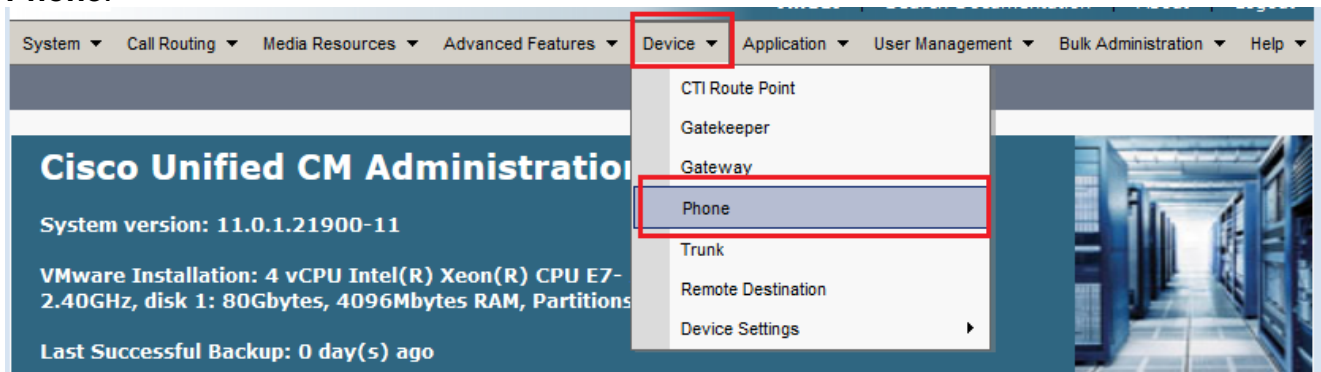 System Call Routing Media Resources Advanced Features Device Application User Management Bulk Administration Help
CTI Route Point
Gatekeeper
Gateway
Phone
Trunk
Remote Destination
Device Settings
Cisco Unified CM Administratio
System version: 11.0.1.21900-11
VMware Installation: 4 vCPU Intel(R) Xeon(R) CPU E7-
2.40GHz, disk 1: 80Gbytes, 4096Mbytes RAM, Partitions
Last Successful Backup: 0 day(s) ago